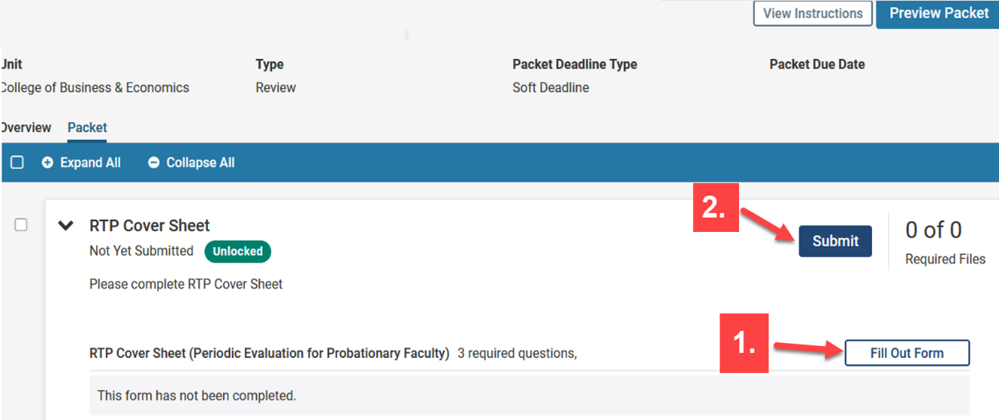 View Instructions
Preview Packet
Unit
Type
Packet Deadline Type
Packet Due Date
College of Business & Economics
Review
Soft Deadline
Overview
Packet
Expand All
Collapse All
RTP Cover Sheet
Not Yet Submitted
Unlocked
Please complete RTP Cover Sheet
2.
Submit
0 of 0
Required Files
RTP Cover Sheet (Periodic Evaluation for Probationary Faculty) 3 required questions,
1.
Fill Out Form
This form has not been completed.